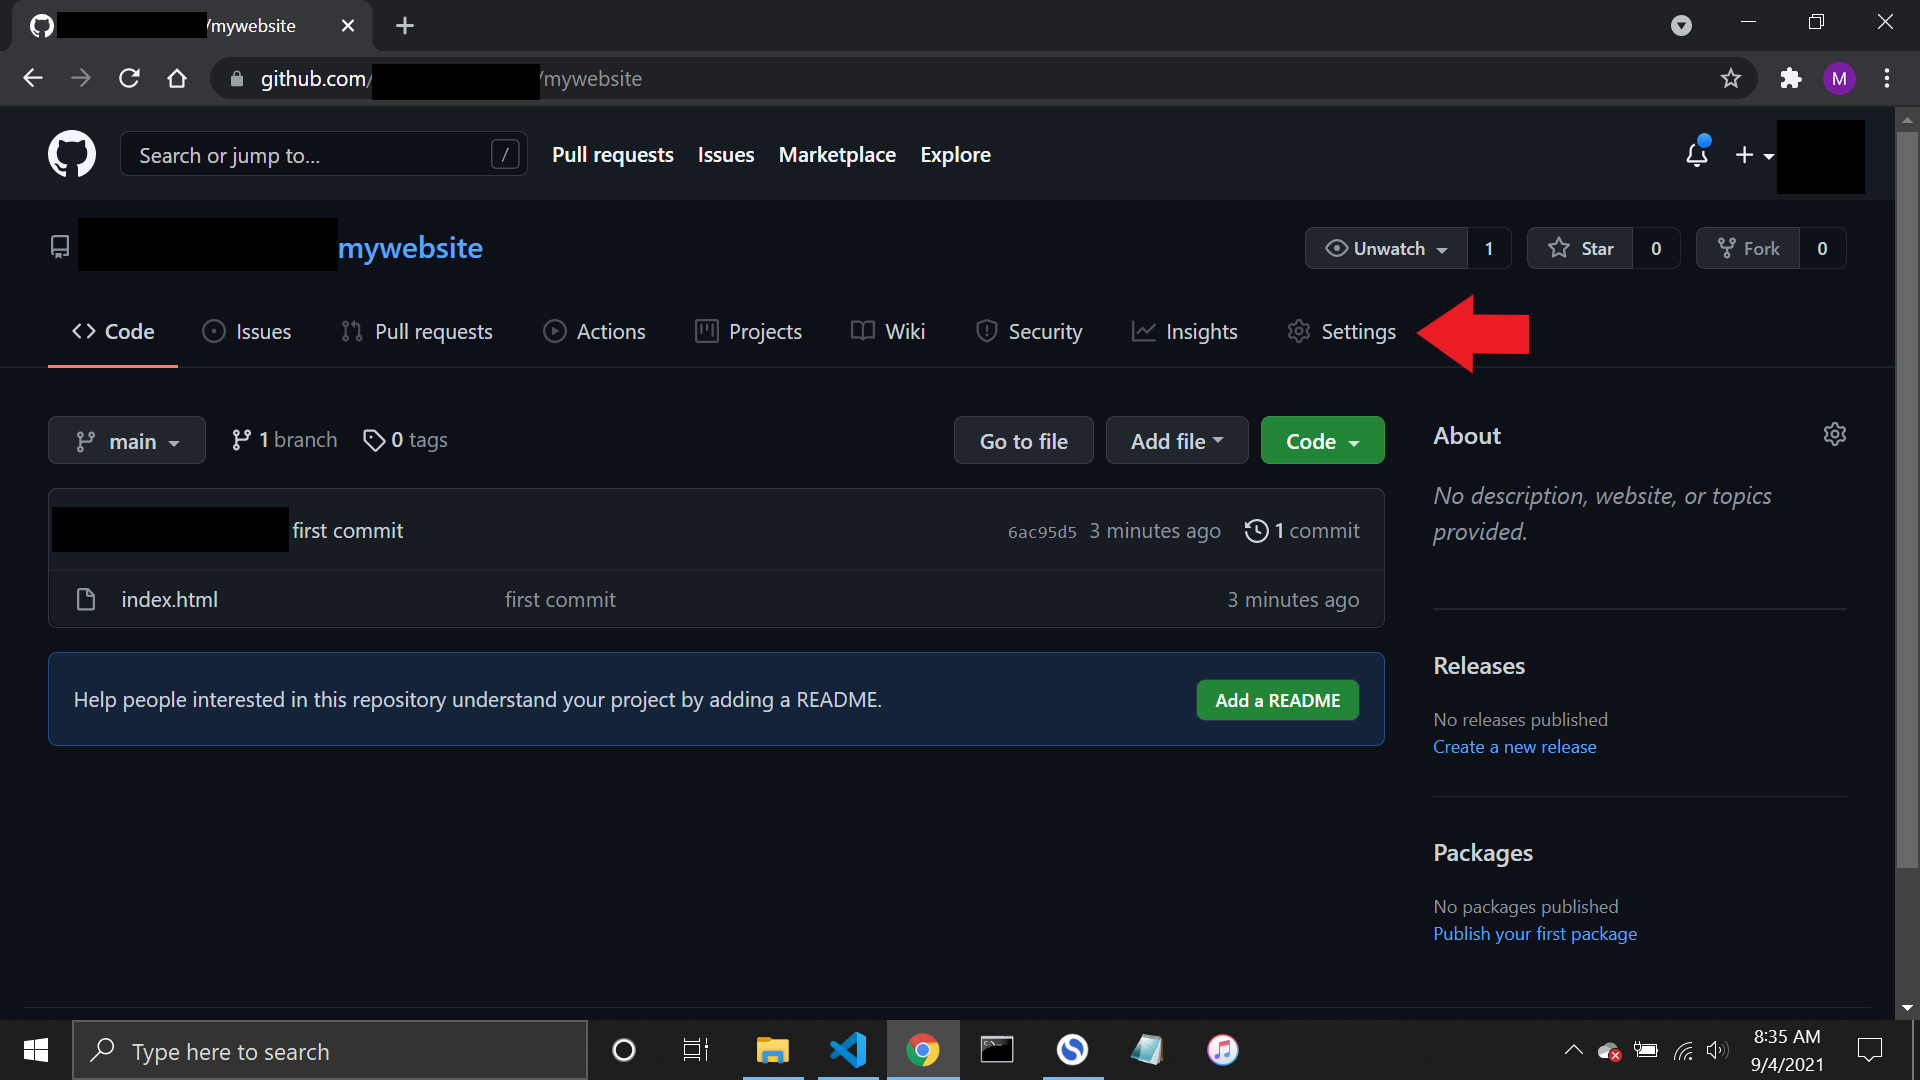 /mywebsite
github.com/ /mywebsite
M
Search or jump to... /
Pull requests Issues Marketplace Explore
mywebsite
Unwatch 1 Star 0 Fork 0
Code Issues Pull requests Actions Projects Wiki Security Insights Settings
main 1 branch 0 tags Go to file Add file Code
first commit 6ac95d5 3 minutes ago 1 commit
index.html first commit 3 minutes ago
Help people interested in this repository understand your project by adding a README. Add a README
About
No description, website, or topics
provided.
Releases
No releases published
Create a new release
Packages
No packages published
Publish your first package
Type here to search
8:35 AM
9/4/2021